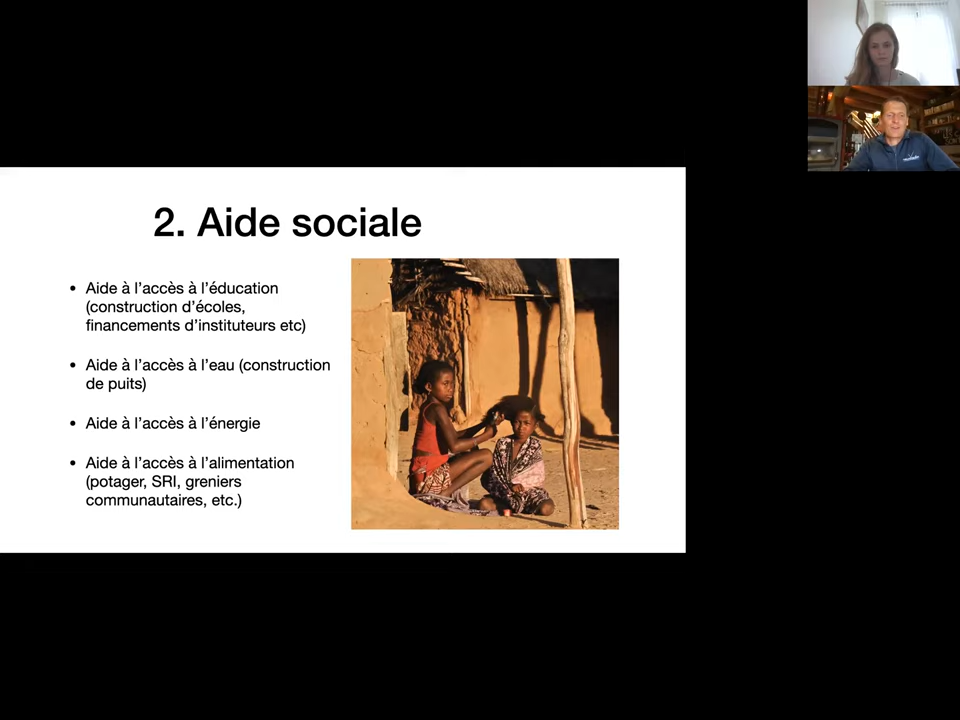 2. Aide sociale
• Aide à l’accès à l’éducation
(construction d’écoles,
financements d’instituteurs etc)
• Aide à l’accès à l’eau (construction
de puits)
• Aide à l’accès à l’énergie
• Aide à l’accès à l’alimentation
(potager, SRI, greniers
communautaires, etc.)